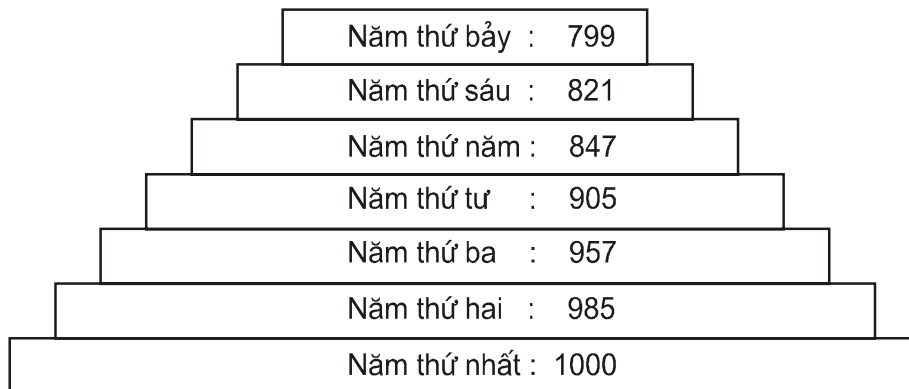 Năm thứ bảy : 799
Năm thứ sáu : 821
Năm thứ năm : 847
Năm thứ tư : 905
Năm thứ ba : 957
Năm thứ hai : 985
Năm thứ nhất : 1000